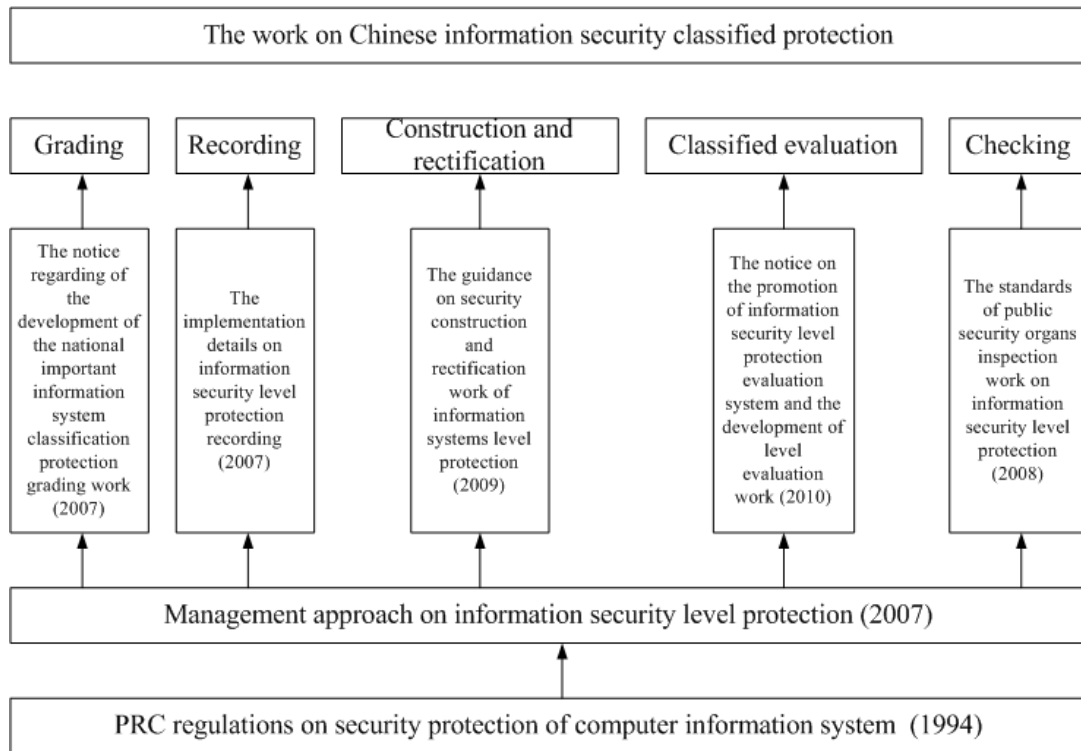 The work on Chinese information security classified protection
Grading
Recording
Construction and
rectification
Classified evaluation
Checking
The notice
regarding of
the
development of
the national
important
information
system
classification
protection
grading work
(2007)
The
implementation
details on
information
security level
protection
recording
(2007)
The guidance
on security
construction
and
rectification
work of
information
systems level
protection
(2009)
The notice on
the promotion
of information
security level
protection
evaluation
system and the
development of
level
evaluation
work (2010)
The standards
of public
security organs
inspection
work on
information
security level
protection
(2008)
Management approach on information security level protection (2007)
PRC regulations on security protection of computer information system (1994)